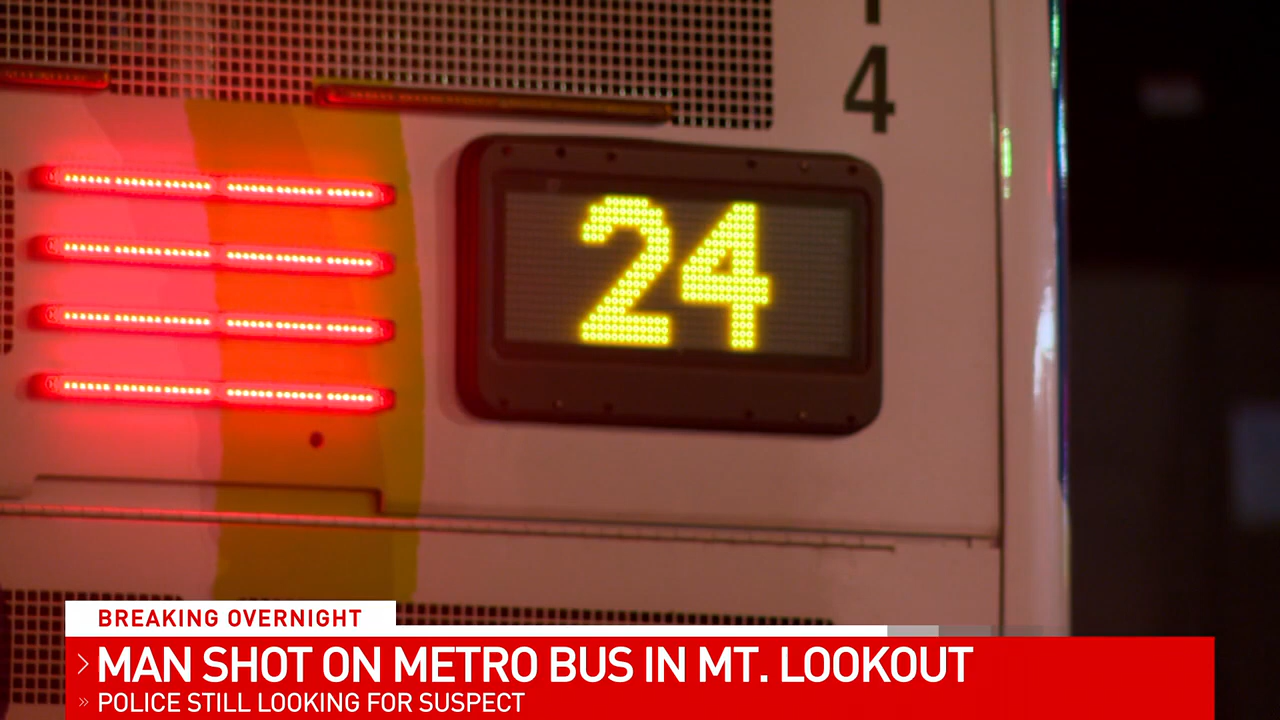 4
24
BREAKING OVERNIGHT
MAN SHOT ON METRO BUS IN MT. LOOKOUT
POLICE STILL LOOKING FOR SUSPECT